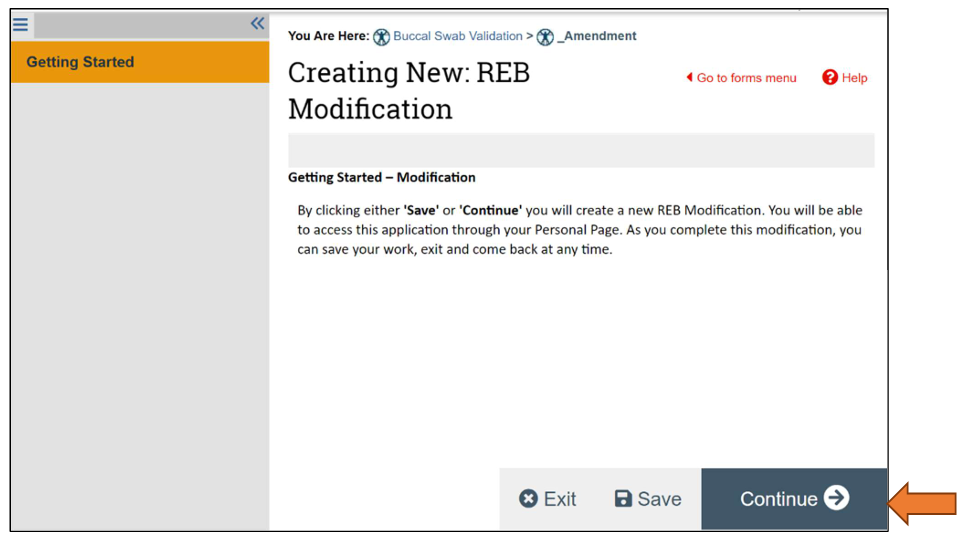 Getting Started
You Are Here: Buccal Swab Validation > _Amendment
Creating New: REB
Modification
Go to forms menu
Help
Getting Started – Modification
By clicking either 'Save' or 'Continue' you will create a new REB Modification. You will be able
to access this application through your Personal Page. As you complete this modification, you
can save your work, exit and come back at any time.
Exit
Save
Continue